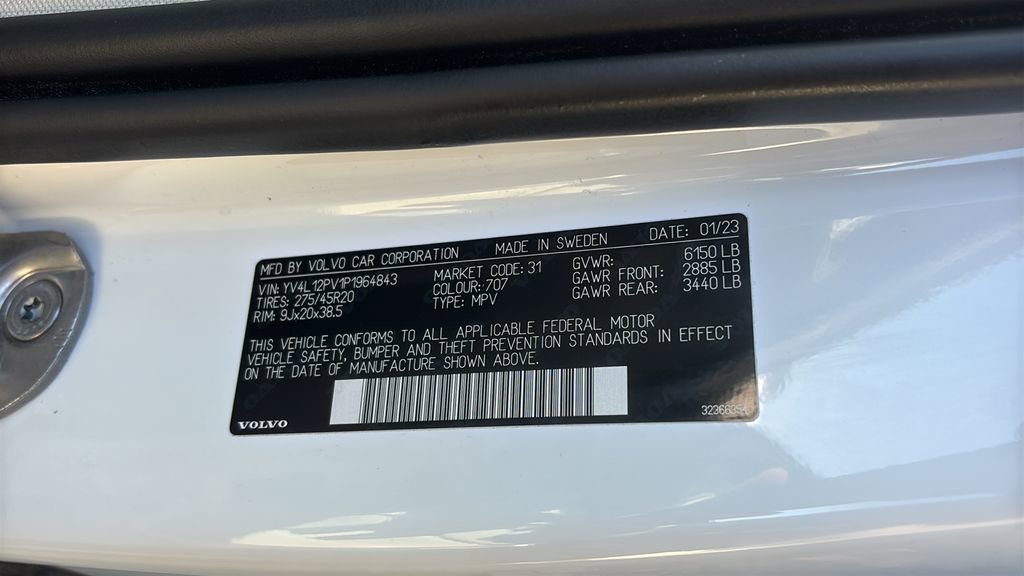 MFD BY VOLVO CAR CORPORATION MADE IN SWEDEN DATE: 01/23
VIN: YV4L12PV1P1964843 MARKET CODE: 31 GVWR: 6150 LB
TIRES: 275/45R20 COLOUR: 707 GAWR FRONT: 2885 LB
RIM: 9Jx20x38.5 TYPE: MPV GAWR REAR: 3440 LB
THIS VEHICLE CONFORMS TO ALL APPLICABLE FEDERAL MOTOR
VEHICLE SAFETY, BUMPER AND THEFT PREVENTION STANDARDS IN EFFECT
ON THE DATE OF MANUFACTURE SHOWN ABOVE.
VOLVO